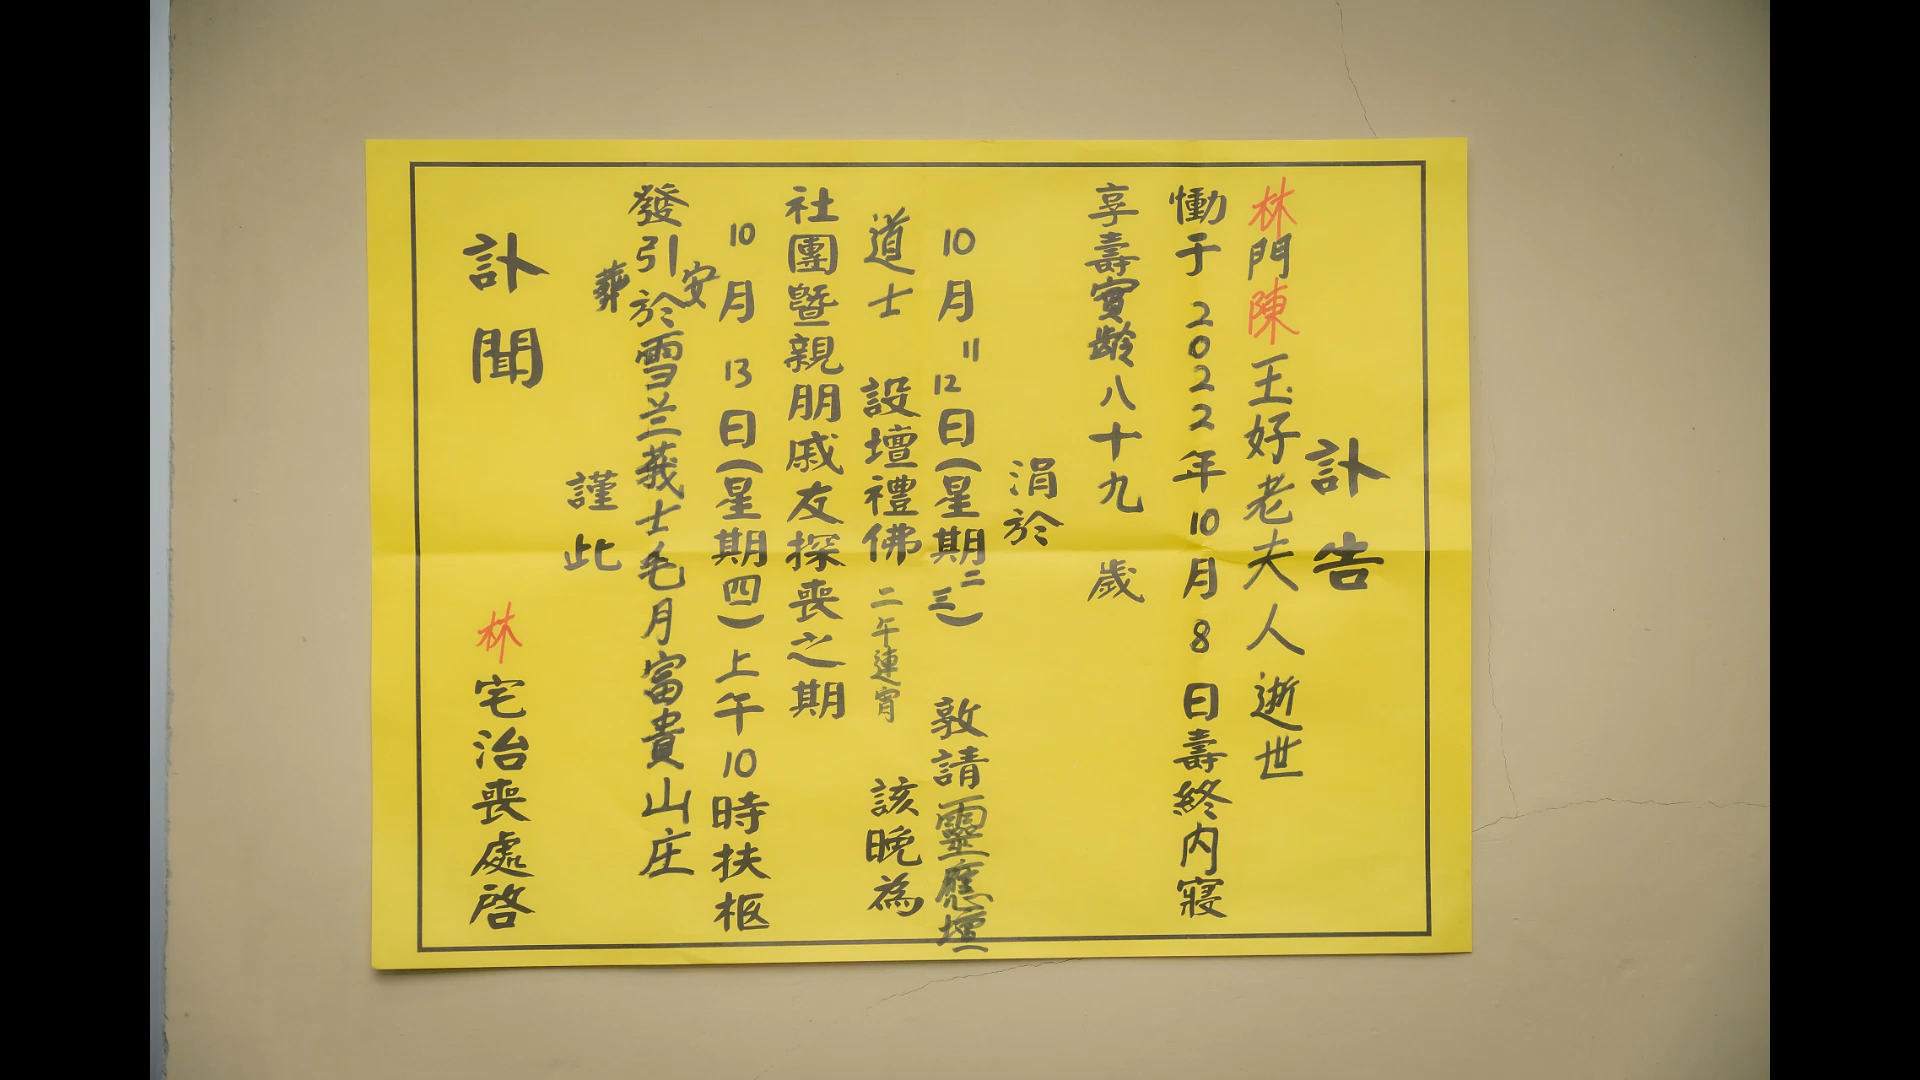 訃告
林門陳玉好老夫人逝世
慟于2022年10月8日壽終内寢
享壽實齡八十九歲
涓於
10月11 12日(星期二三) 敦請靈應壇
道士 設壇禮佛 二午連宵 該晚為
社團暨親朋戚友探喪之期
10月13日(星期四)上午10時扶柩
發引安葬於雪兰莪士毛月富貴山庄
謹此
訃聞 林宅治喪處啓